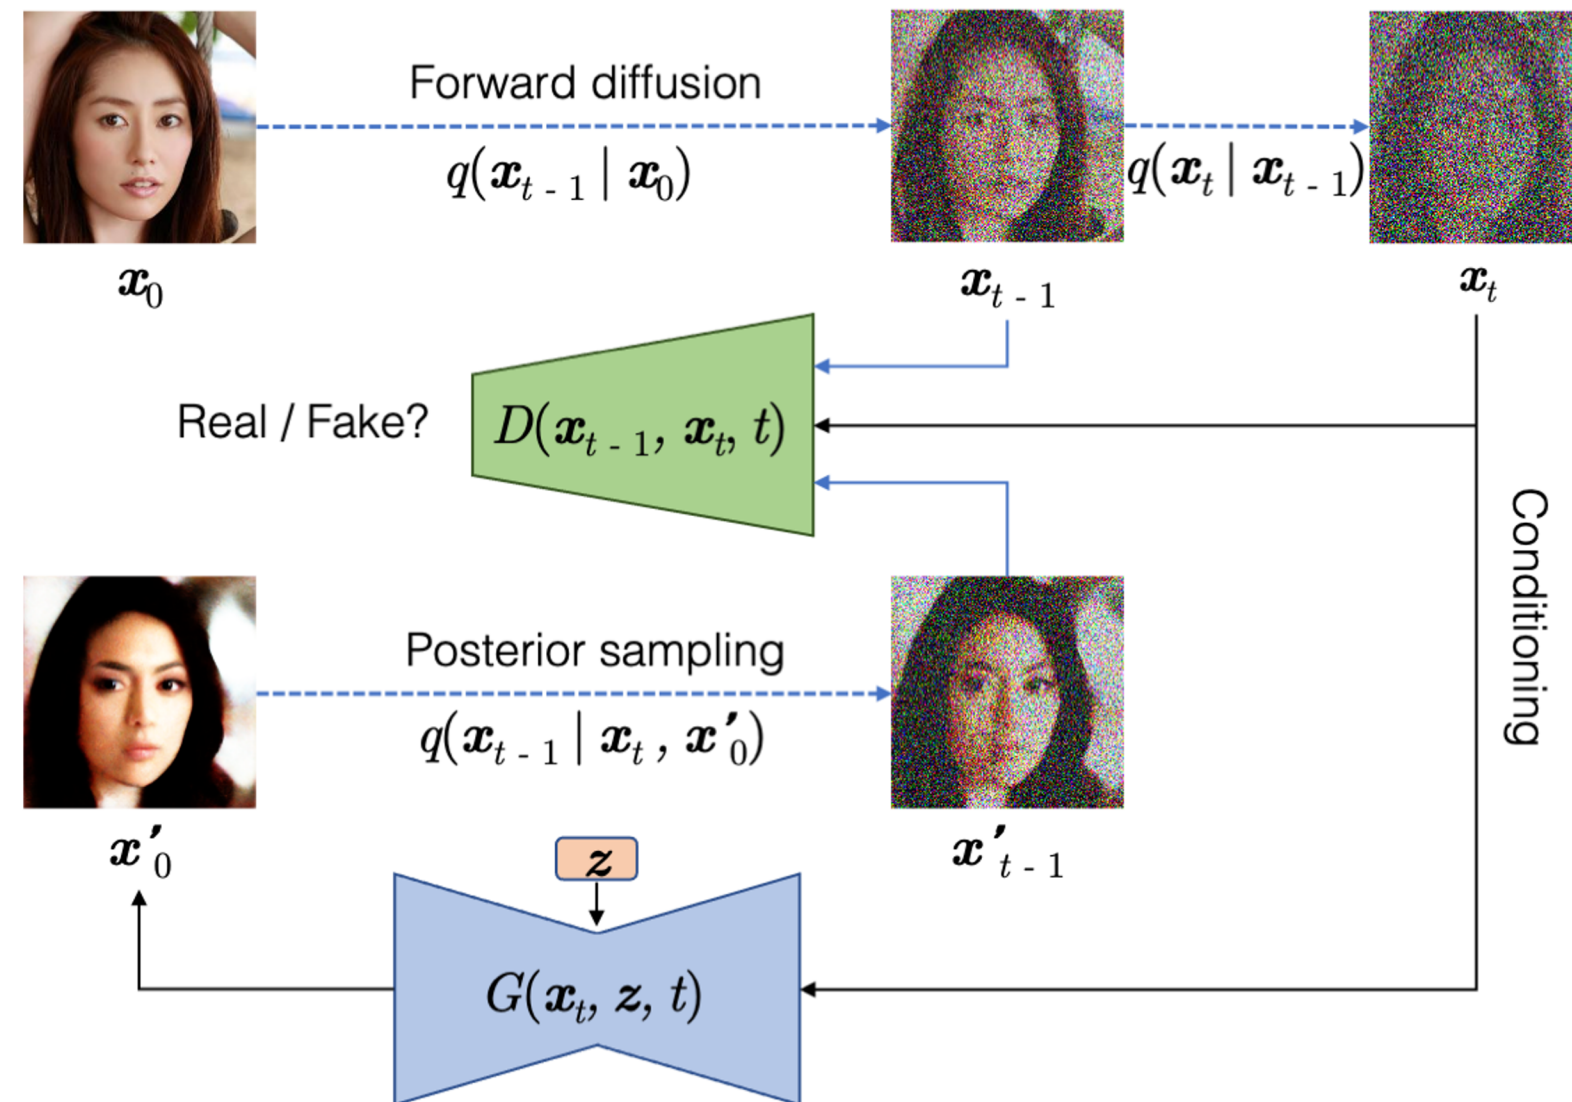 Forward diffusion
q(x_{t-1} | x_0)
q(x_t | x_{t-1})
x_0
x_{t-1}
x_t
Real / Fake?
D(x_{t-1}, x_t, t)
Conditioning
Posterior sampling
q(x_{t-1} | x_t, x'_0)
x'_0
z
x'_{t-1}
G(x_t, z, t)